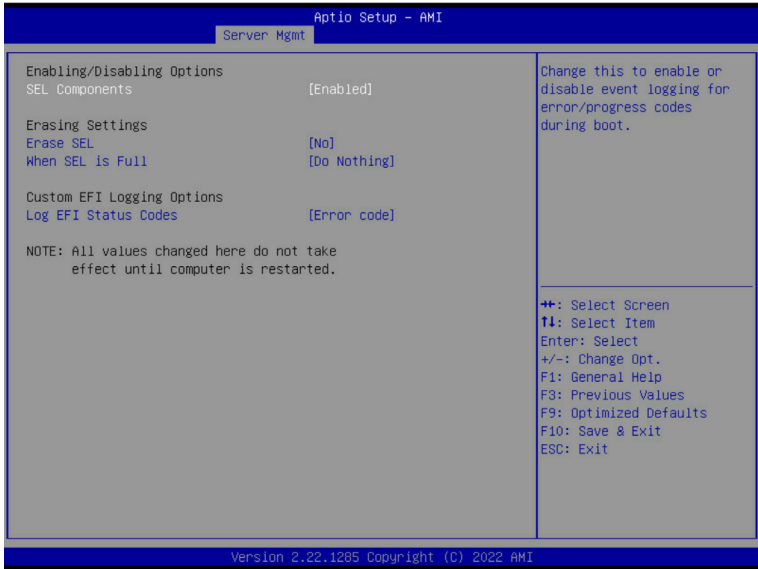 Aptio Setup – AMI
Server Mgmt
Enabling/Disabling Options
SEL Components [Enabled]
Erasing Settings
Erase SEL [No]
When SEL is Full [Do Nothing]
Custom EFI Logging Options
Log EFI Status Codes [Error code]
NOTE: All values changed here do not take
effect until computer is restarted.
Change this to enable or
disable event logging for
error/progress codes
during boot.
→←: Select Screen
↑↓: Select Item
Enter: Select
+/-: Change Opt.
F1: General Help
F3: Previous Values
F9: Optimized Defaults
F10: Save & Exit
ESC: Exit
Version 2.22.1285 Copyright (C) 2022 AMI